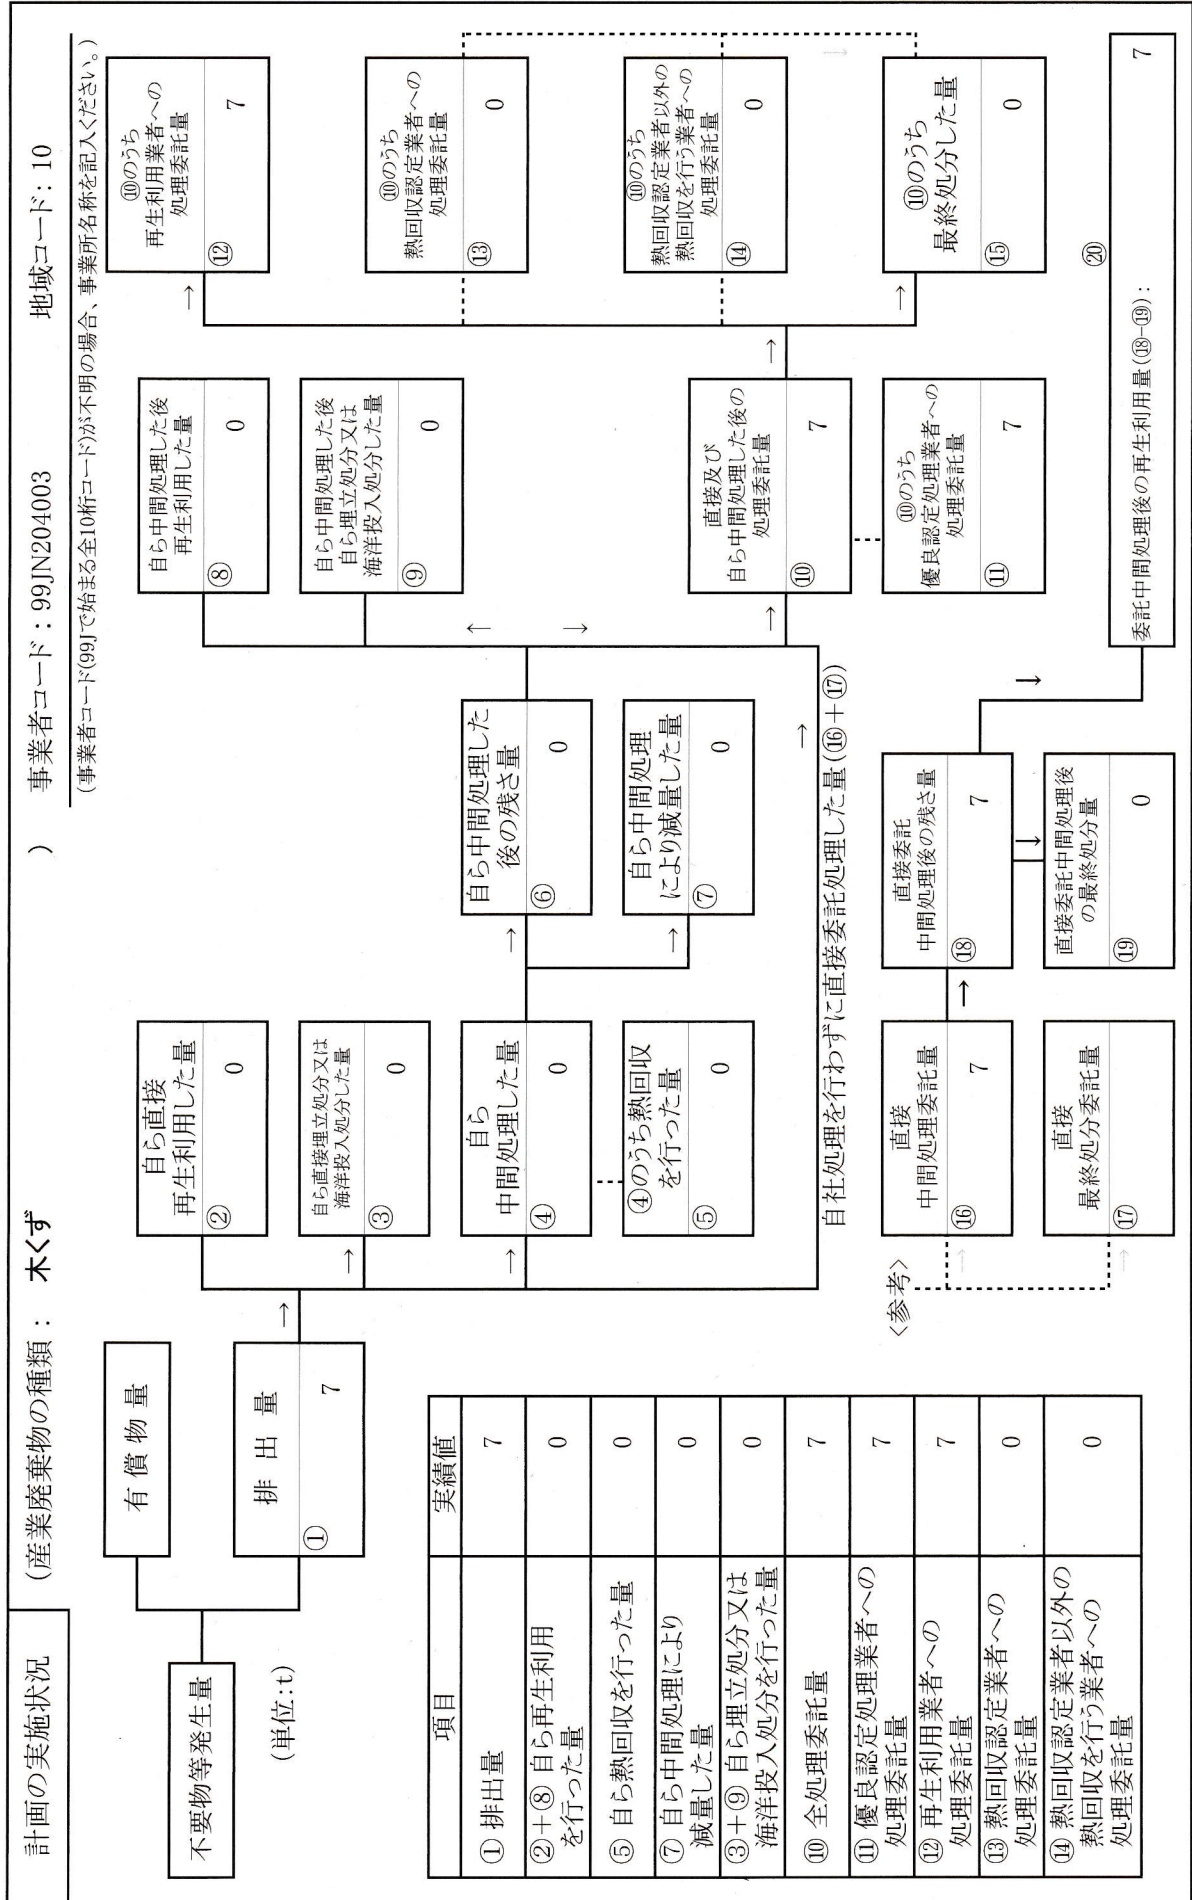 計画の実施状況
(産業廃棄物の種類： 木くず )
事業者コード：99JN204003 地域コード：10
(事業者コード(99Jで始まる全10桁コード)が不明の場合、事業所名称を記入ください。)
不要物等発生量
(単位:t)
有償物量
排出量
① 7
→
自ら直接
再生利用した量
② 0
→
自ら直接埋立処分又は
海洋投入処分した量
③ 0
→
自ら
中間処理した量
④ 0
④のうち熱回収
を行った量
⑤ 0
→
自ら中間処理した
後の残さ量
⑥ 0
→
自ら中間処理
により減量した量
⑦ 0
自ら中間処理した後
再生利用した量
⑧ 0
自ら中間処理した後
自ら埋立処分又は
海洋投入処分した量
⑨ 0
↑
↓
→
直接及び
自ら中間処理した後の
処理委託量
⑩ 7
⑩のうち
優良認定処理業者への
処理委託量
⑪ 7
→
→
⑩のうち
再生利用業者への
処理委託量
⑫ 7
⑩のうち
熱回収認定業者への
処理委託量
⑬ 0
⑩のうち
熱回収認定業者以外の
熱回収を行う業者への
処理委託量
⑭ 0
→
⑩のうち
最終処分した量
⑮ 0
→
自社処理を行わずに直接委託処理した量(⑯＋⑰)
<参考>
→
直接
中間処理委託量
⑯ 7
→
直接
最終処分委託量
⑰
→
直接委託
中間処理後の残さ量
⑱ 7
↓
直接委託中間処理後
の最終処分量
⑲ 0
↓
⑳
委託中間処理後の再生利用量(⑱-⑲)： 7
項目 実績値
① 排出量 7
②＋⑧ 自ら再生利用
を行った量 0
⑤ 自ら熱回収を行った量 0
⑦ 自ら中間処理により
減量した量 0
③＋⑨ 自ら埋立処分又は
海洋投入処分を行った量 0
⑩ 全処理委託量 7
⑪ 優良認定処理業者への
処理委託量 7
⑫ 再生利用業者への
処理委託量 7
⑬ 熱回収認定業者への
処理委託量 0
⑭ 熱回収認定業者以外の
熱回収を行う業者への
処理委託量 0